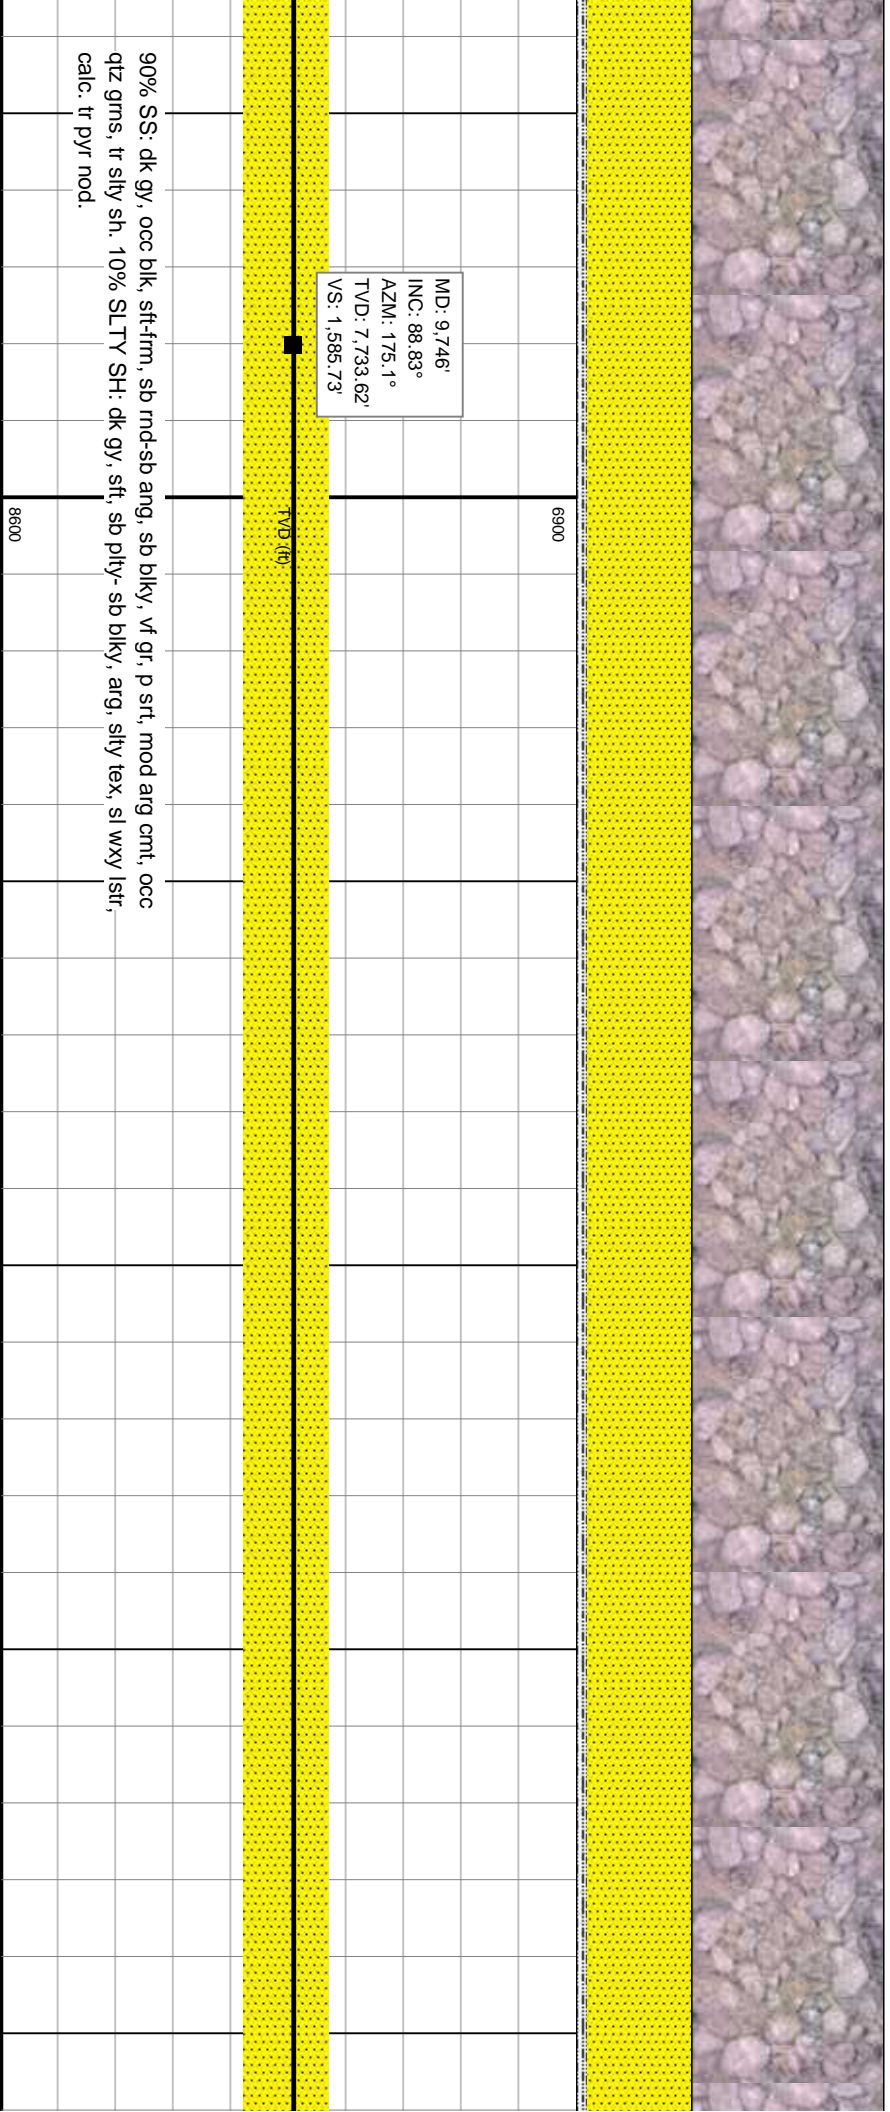 MD: 9,746'
INC: 88.83°
AZM: 175.1°
TVD: 7,733.62'
VS: 1,585.73'
6900
TVD (ft)
8600
90% SS: dk gy, occ blk, sft-frm, sb rnd-sb ang, sb blky, vf gr, p srt, mod arg cmt, occ
qtz grns, tr slty sh. 10% SLTY SH: dk gy, sft, sb plty- sb blky, arg, slty tex, sl wxy lstr,
calc. tr pyr nod.